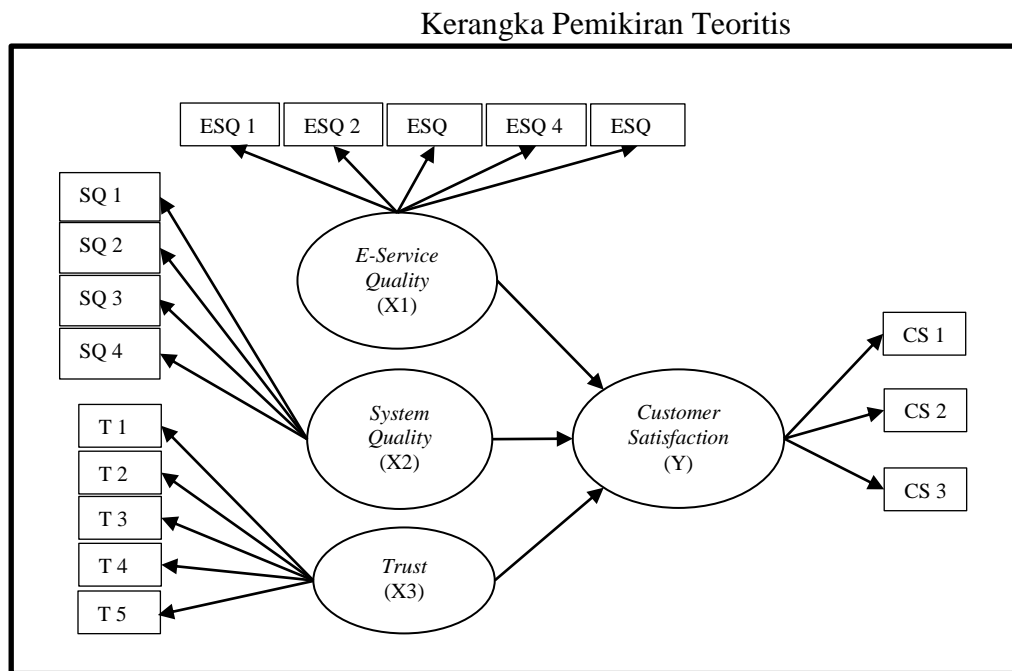 Kerangka Pemikiran Teoritis
ESQ 1
ESQ 2
ESQ
ESQ 4
ESQ
SQ 1
SQ 2
SQ 3
SQ 4
E-Service
Quality
(X1)
System
Quality
(X2)
Customer
Satisfaction
(Y)
CS 1
CS 2
CS 3
T 1
T 2
T 3
T 4
T 5
Trust
(X3)